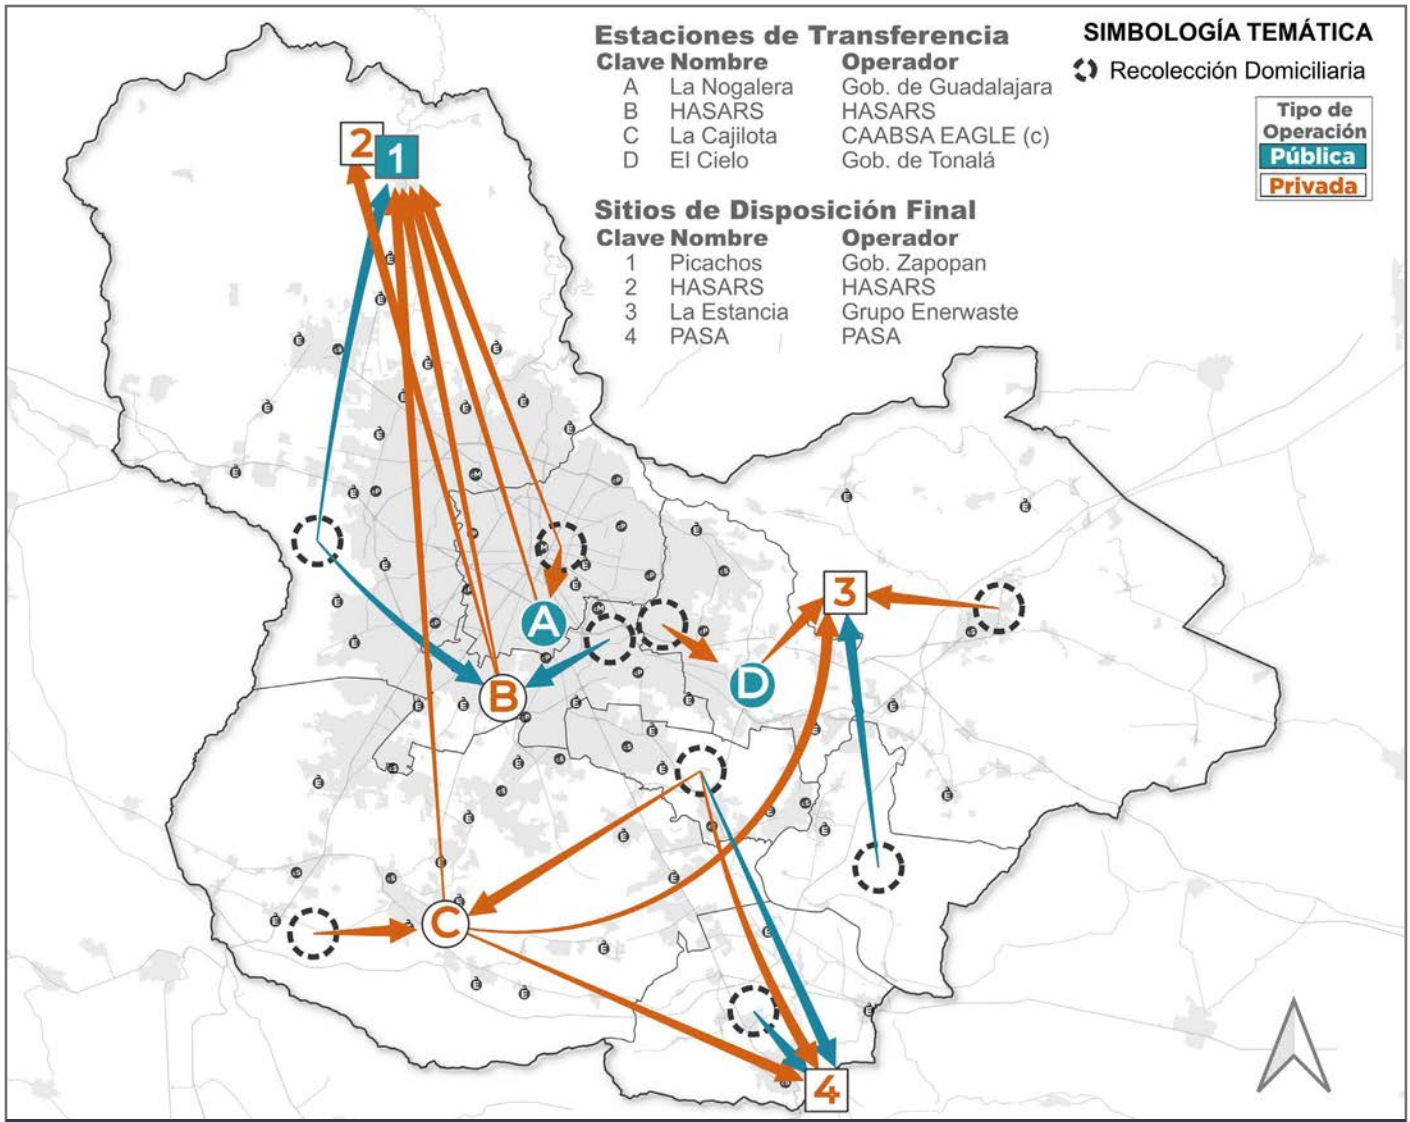 Estaciones de Transferencia
Clave Nombre Operador
A La Nogalera Gob. de Guadalajara
B HASARS HASARS
C La Cajilota CAABSA EAGLE (c)
D El Cielo Gob. de Tonalá
Sitios de Disposición Final
Clave Nombre Operador
1 Picachos Gob. Zapopan
2 HASARS HASARS
3 La Estancia Grupo Enerwaste
4 PASA PASA
SIMBOLOGÍA TEMÁTICA
Recolección Domiciliaria
Tipo de
Operación
Pública
Privada
2
1
A
B
3
D
C
4